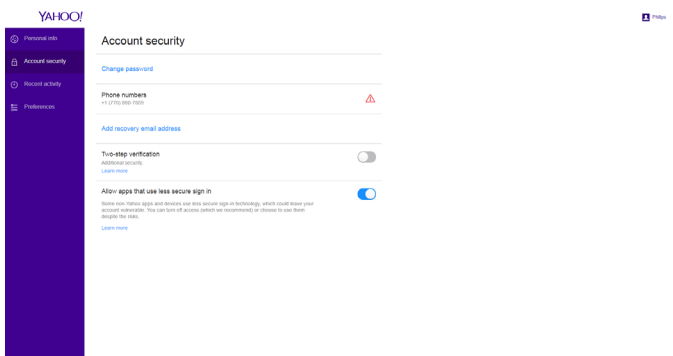 YAHOO!
Philips
Personal info
Account security
Recent activity
Preferences
Account security
Change password
Phone numbers
Add recovery email address
Two-step verification
Additional security
Learn more
Allow apps that use less secure sign in
Some non-Yahoo apps and devices use less secure sign-in technology, which could leave your
account vulnerable. You can turn off access (which we recommend) or choose to use them
despite the risks.
Learn more